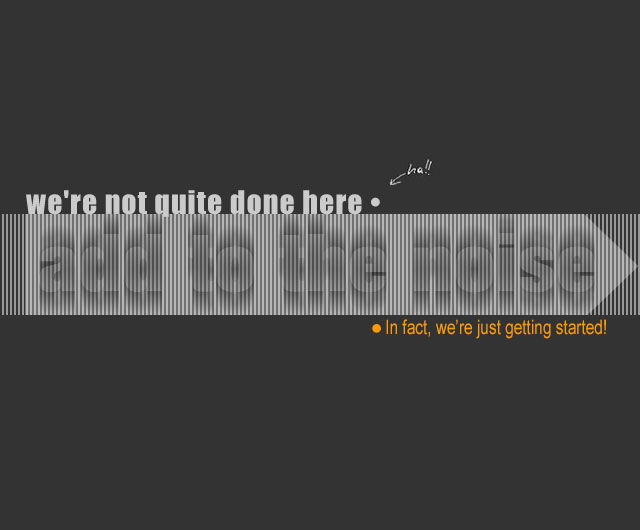 ha!!
we're not quite done here •
add to the noise
• In fact, we're just getting started!